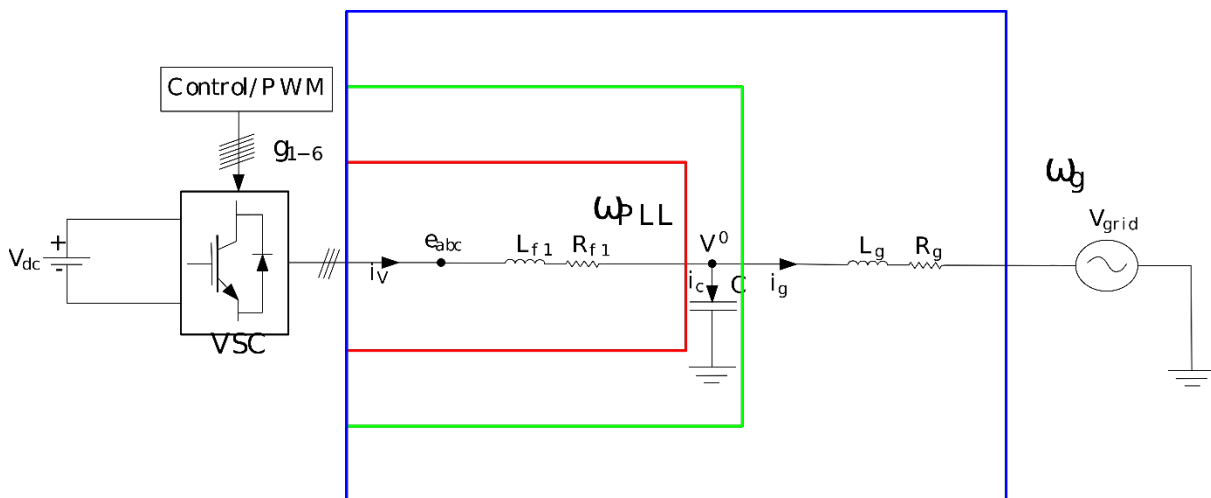 Control/PWM
g1−6
ωg
ωPLL
Vgrid
eabc
Lf1
Rf1
V0
Lg
Rg
Vdc
+
-
iv
ic
C
ig
VSC